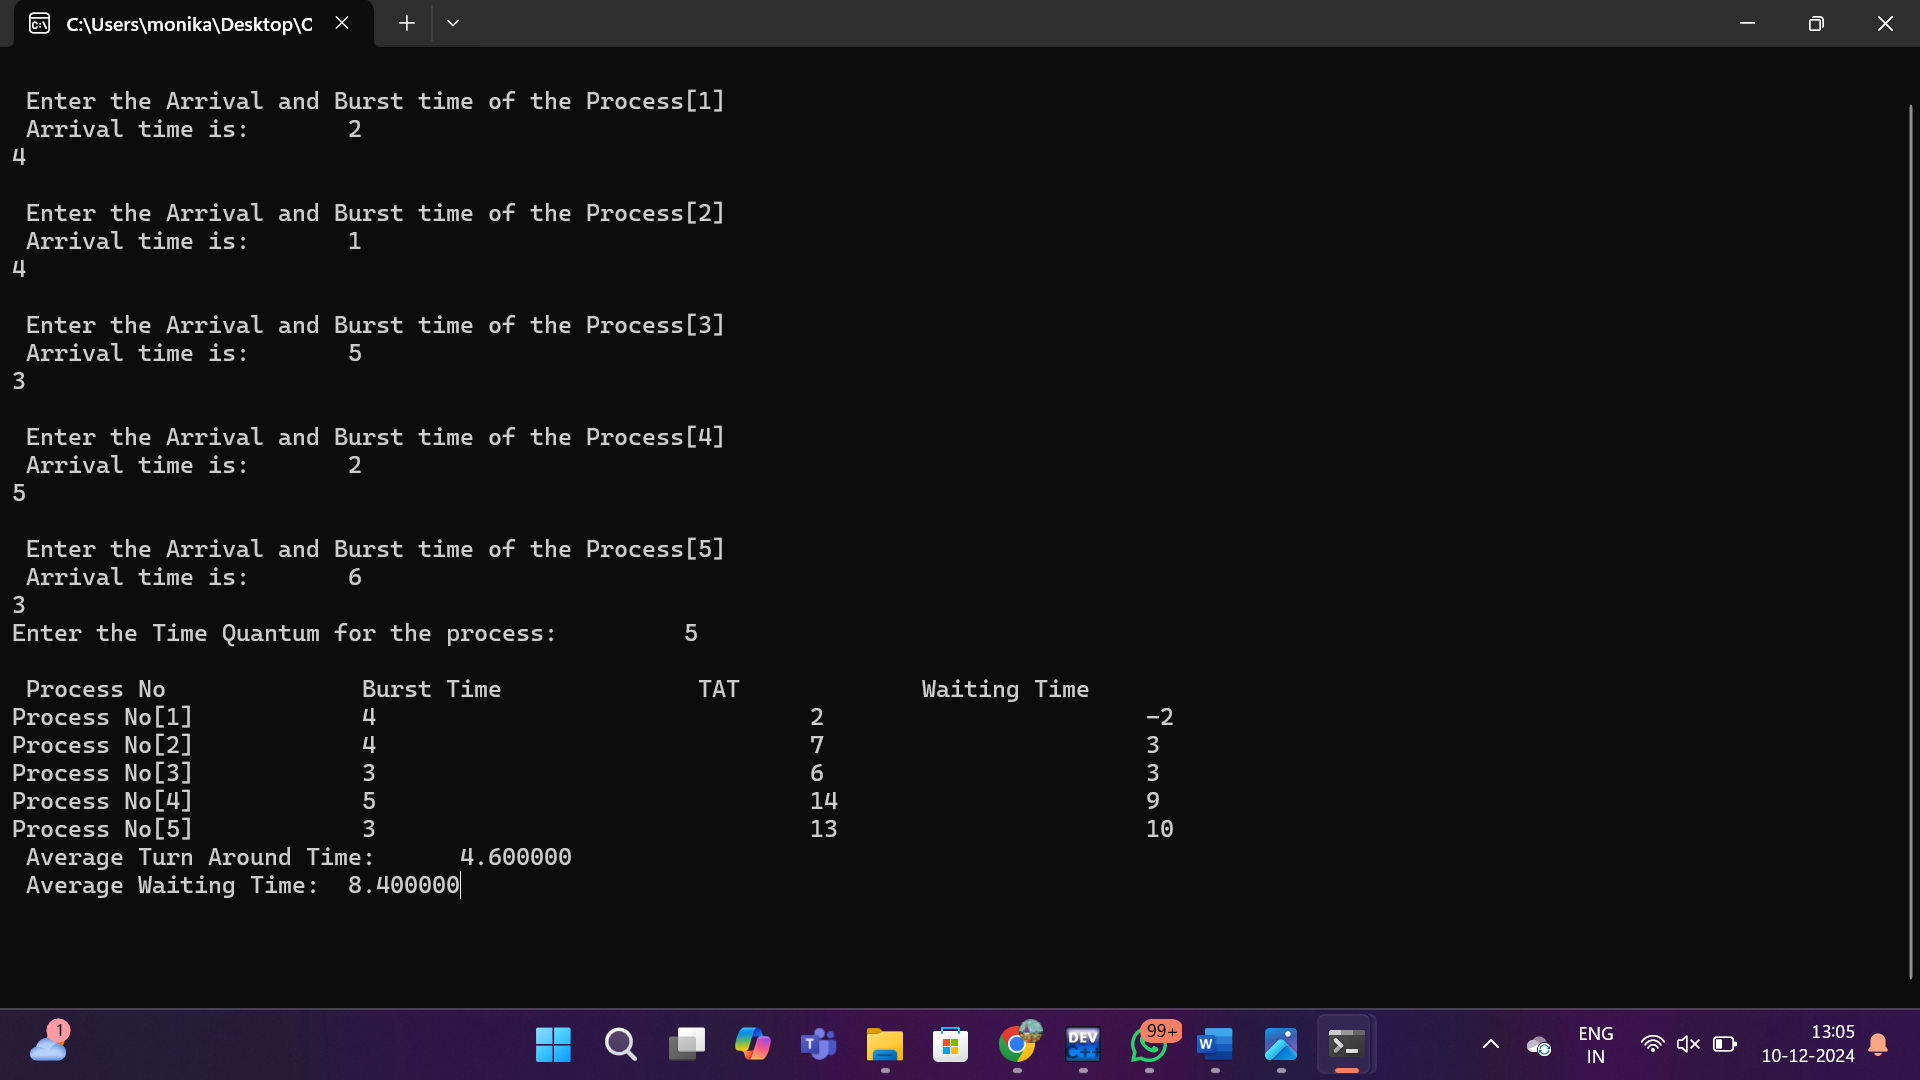 C:\Users\monika\Desktop\C
Enter the Arrival and Burst time of the Process[1]
Arrival time is: 2
4
Enter the Arrival and Burst time of the Process[2]
Arrival time is: 1
4
Enter the Arrival and Burst time of the Process[3]
Arrival time is: 5
3
Enter the Arrival and Burst time of the Process[4]
Arrival time is: 2
5
Enter the Arrival and Burst time of the Process[5]
Arrival time is: 6
3
Enter the Time Quantum for the process: 5
Process No Burst Time TAT Waiting Time
Process No[1] 4 2 -2
Process No[2] 4 7 3
Process No[3] 3 6 3
Process No[4] 5 14 9
Process No[5] 3 13 10
Average Turn Around Time: 4.600000
Average Waiting Time: 8.400000
1
T
DEV
C++
99+
W
ENG
IN
13:05
10-12-2024